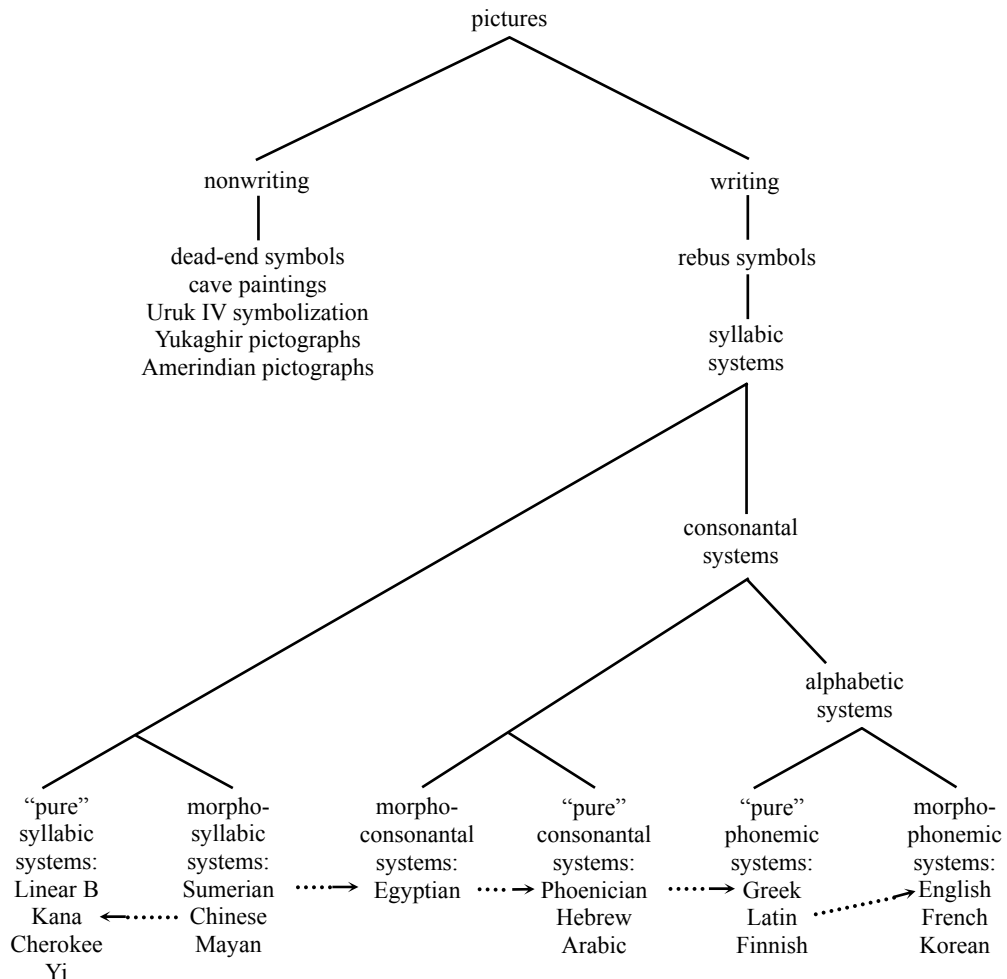 pictures
nonwriting
writing
dead-end symbols
cave paintings
Uruk IV symbolization
Yukaghir pictographs
Amerindian pictographs
rebus symbols
syllabic
systems
consonantal
systems
alphabetic
systems
“pure”
syllabic
systems:
Linear B
Kana
Cherokee
Yi
morpho-
syllabic
systems:
Sumerian
Chinese
Mayan
morpho-
consonantal
systems:
Egyptian
“pure”
consonantal
systems:
Phoenician
Hebrew
Arabic
“pure”
phonemic
systems:
Greek
Latin
Finnish
morpho-
phonemic
systems:
English
French
Korean